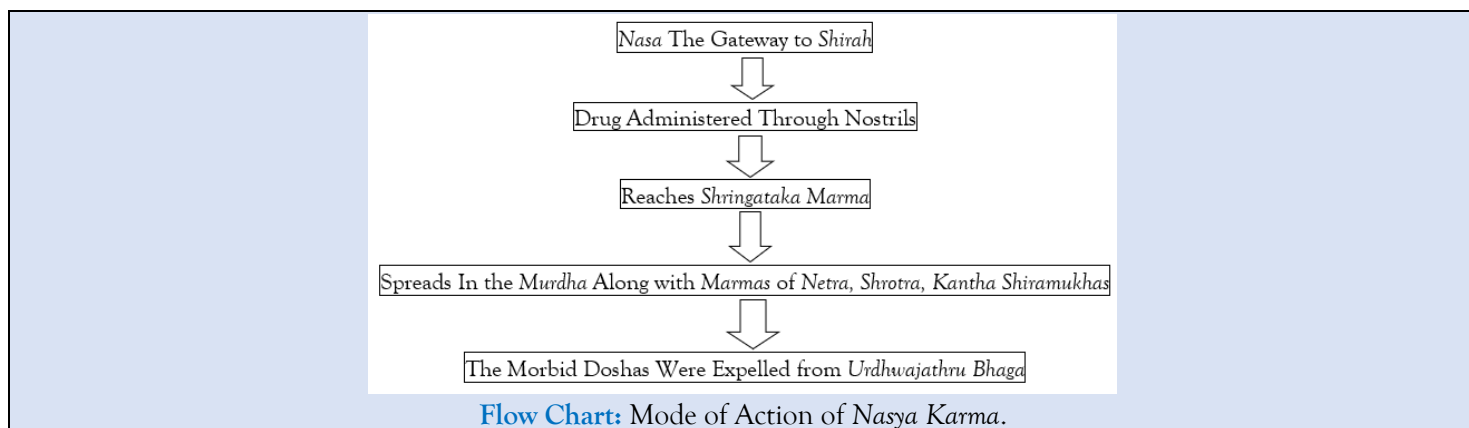 Nasa The Gateway to Shirah
Drug Administered Through Nostrils
Reaches Shringataka Marma
Spreads In the Murdha Along with Marmas of Netra, Shrotra, Kantha Shiramukhas
The Morbid Doshas Were Expelled from Urdhwajathru Bhaga
Flow Chart: Mode of Action of Nasya Karma.